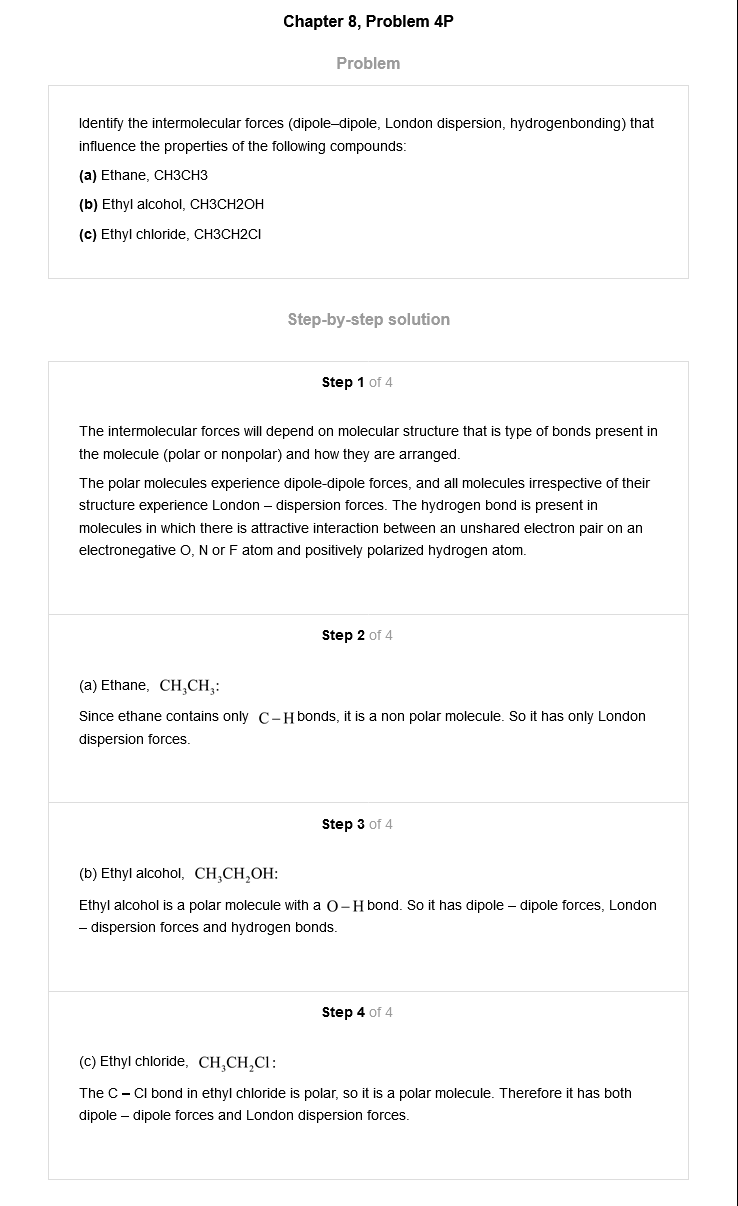 Chapter 8, Problem 4P
Problem
Identify the intermolecular forces (dipole–dipole, London dispersion, hydrogenbonding) that
influence the properties of the following compounds:
(a) Ethane, CH3CH3
(b) Ethyl alcohol, CH3CH2OH
(c) Ethyl chloride, CH3CH2Cl
Step-by-step solution
Step 1 of 4
The intermolecular forces will depend on molecular structure that is type of bonds present in
the molecule (polar or nonpolar) and how they are arranged.
The polar molecules experience dipole-dipole forces, and all molecules irrespective of their
structure experience London – dispersion forces. The hydrogen bond is present in
molecules in which there is attractive interaction between an unshared electron pair on an
electronegative O, N or F atom and positively polarized hydrogen atom.
Step 2 of 4
(a) Ethane, CH₃CH₃:
Since ethane contains only C – H bonds, it is a non polar molecule. So it has only London
dispersion forces.
Step 3 of 4
(b) Ethyl alcohol, CH₃CH₂OH:
Ethyl alcohol is a polar molecule with a O – H bond. So it has dipole – dipole forces, London
– dispersion forces and hydrogen bonds.
Step 4 of 4
(c) Ethyl chloride, CH₃CH₂Cl:
The C – Cl bond in ethyl chloride is polar, so it is a polar molecule. Therefore it has both
dipole – dipole forces and London dispersion forces.